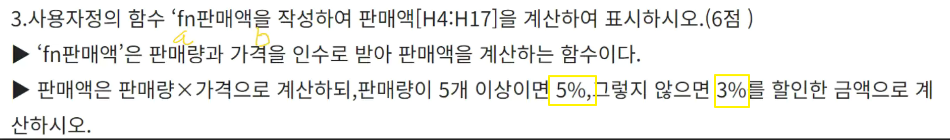 3.사용자정의 함수 ‘fn판매액을 작성하여 판매액[H4:H17]을 계산하여 표시하시오.(6점 )
a b
▶ ‘fn판매액’은 판매량과 가격을 인수로 받아 판매액을 계산하는 함수이다.
▶ 판매액은 판매량×가격으로 계산하되,판매량이 5개 이상이면 5%,그렇지 않으면 3%를 할인한 금액으로 계
산하시오.